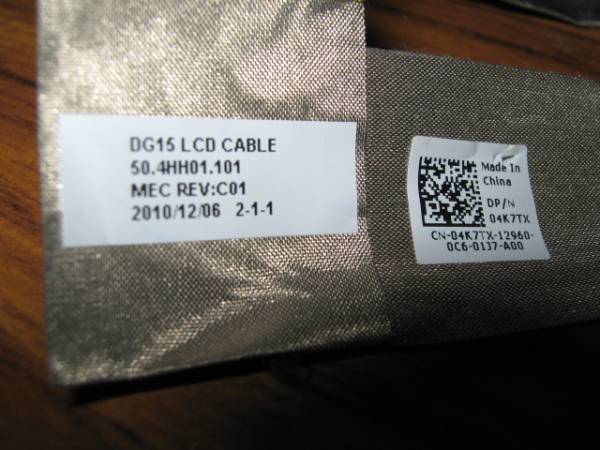 DG15 LCD CABLE
50.4HH01.101
MEC REV:C01
2010/12/06 2-1-1
Made In
China
DP/N
04K7TX
CN-04K7TX-12960-
0C6-0137-A00